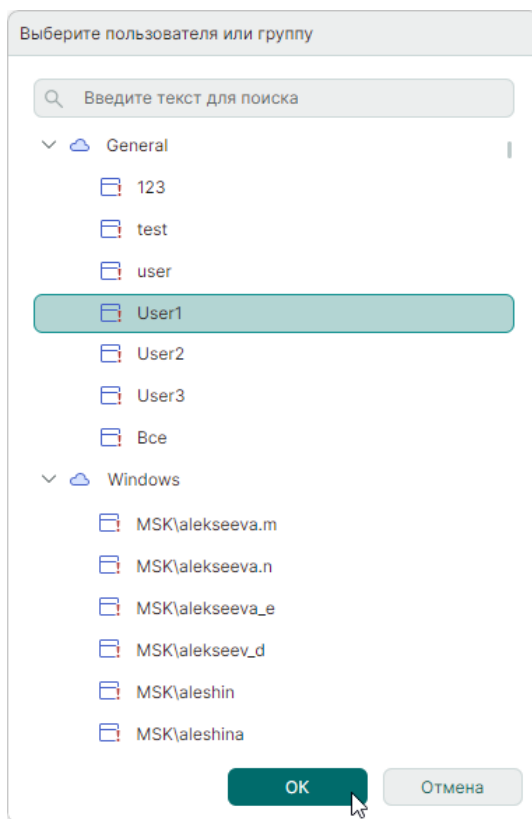 Выберите пользователя или группу
Введите текст для поиска
General
123
test
user
User1
User2
User3
Все
Windows
MSK\alekseeva.m
MSK\alekseeva.n
MSK\alekseeva_e
MSK\alekseev_d
MSK\aleshin
MSK\aleshina
ОК Отмена